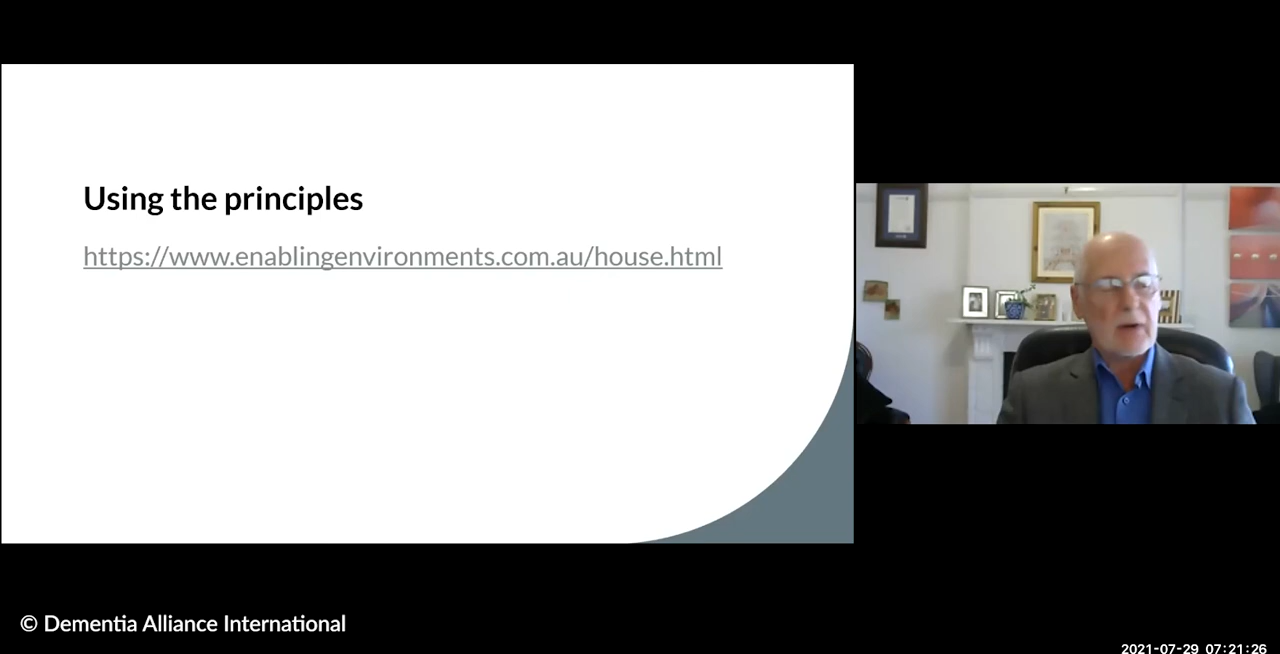 Using the principles
https://www.enablingenvironments.com.au/house.html
© Dementia Alliance International
2021-07-29 07:21:26